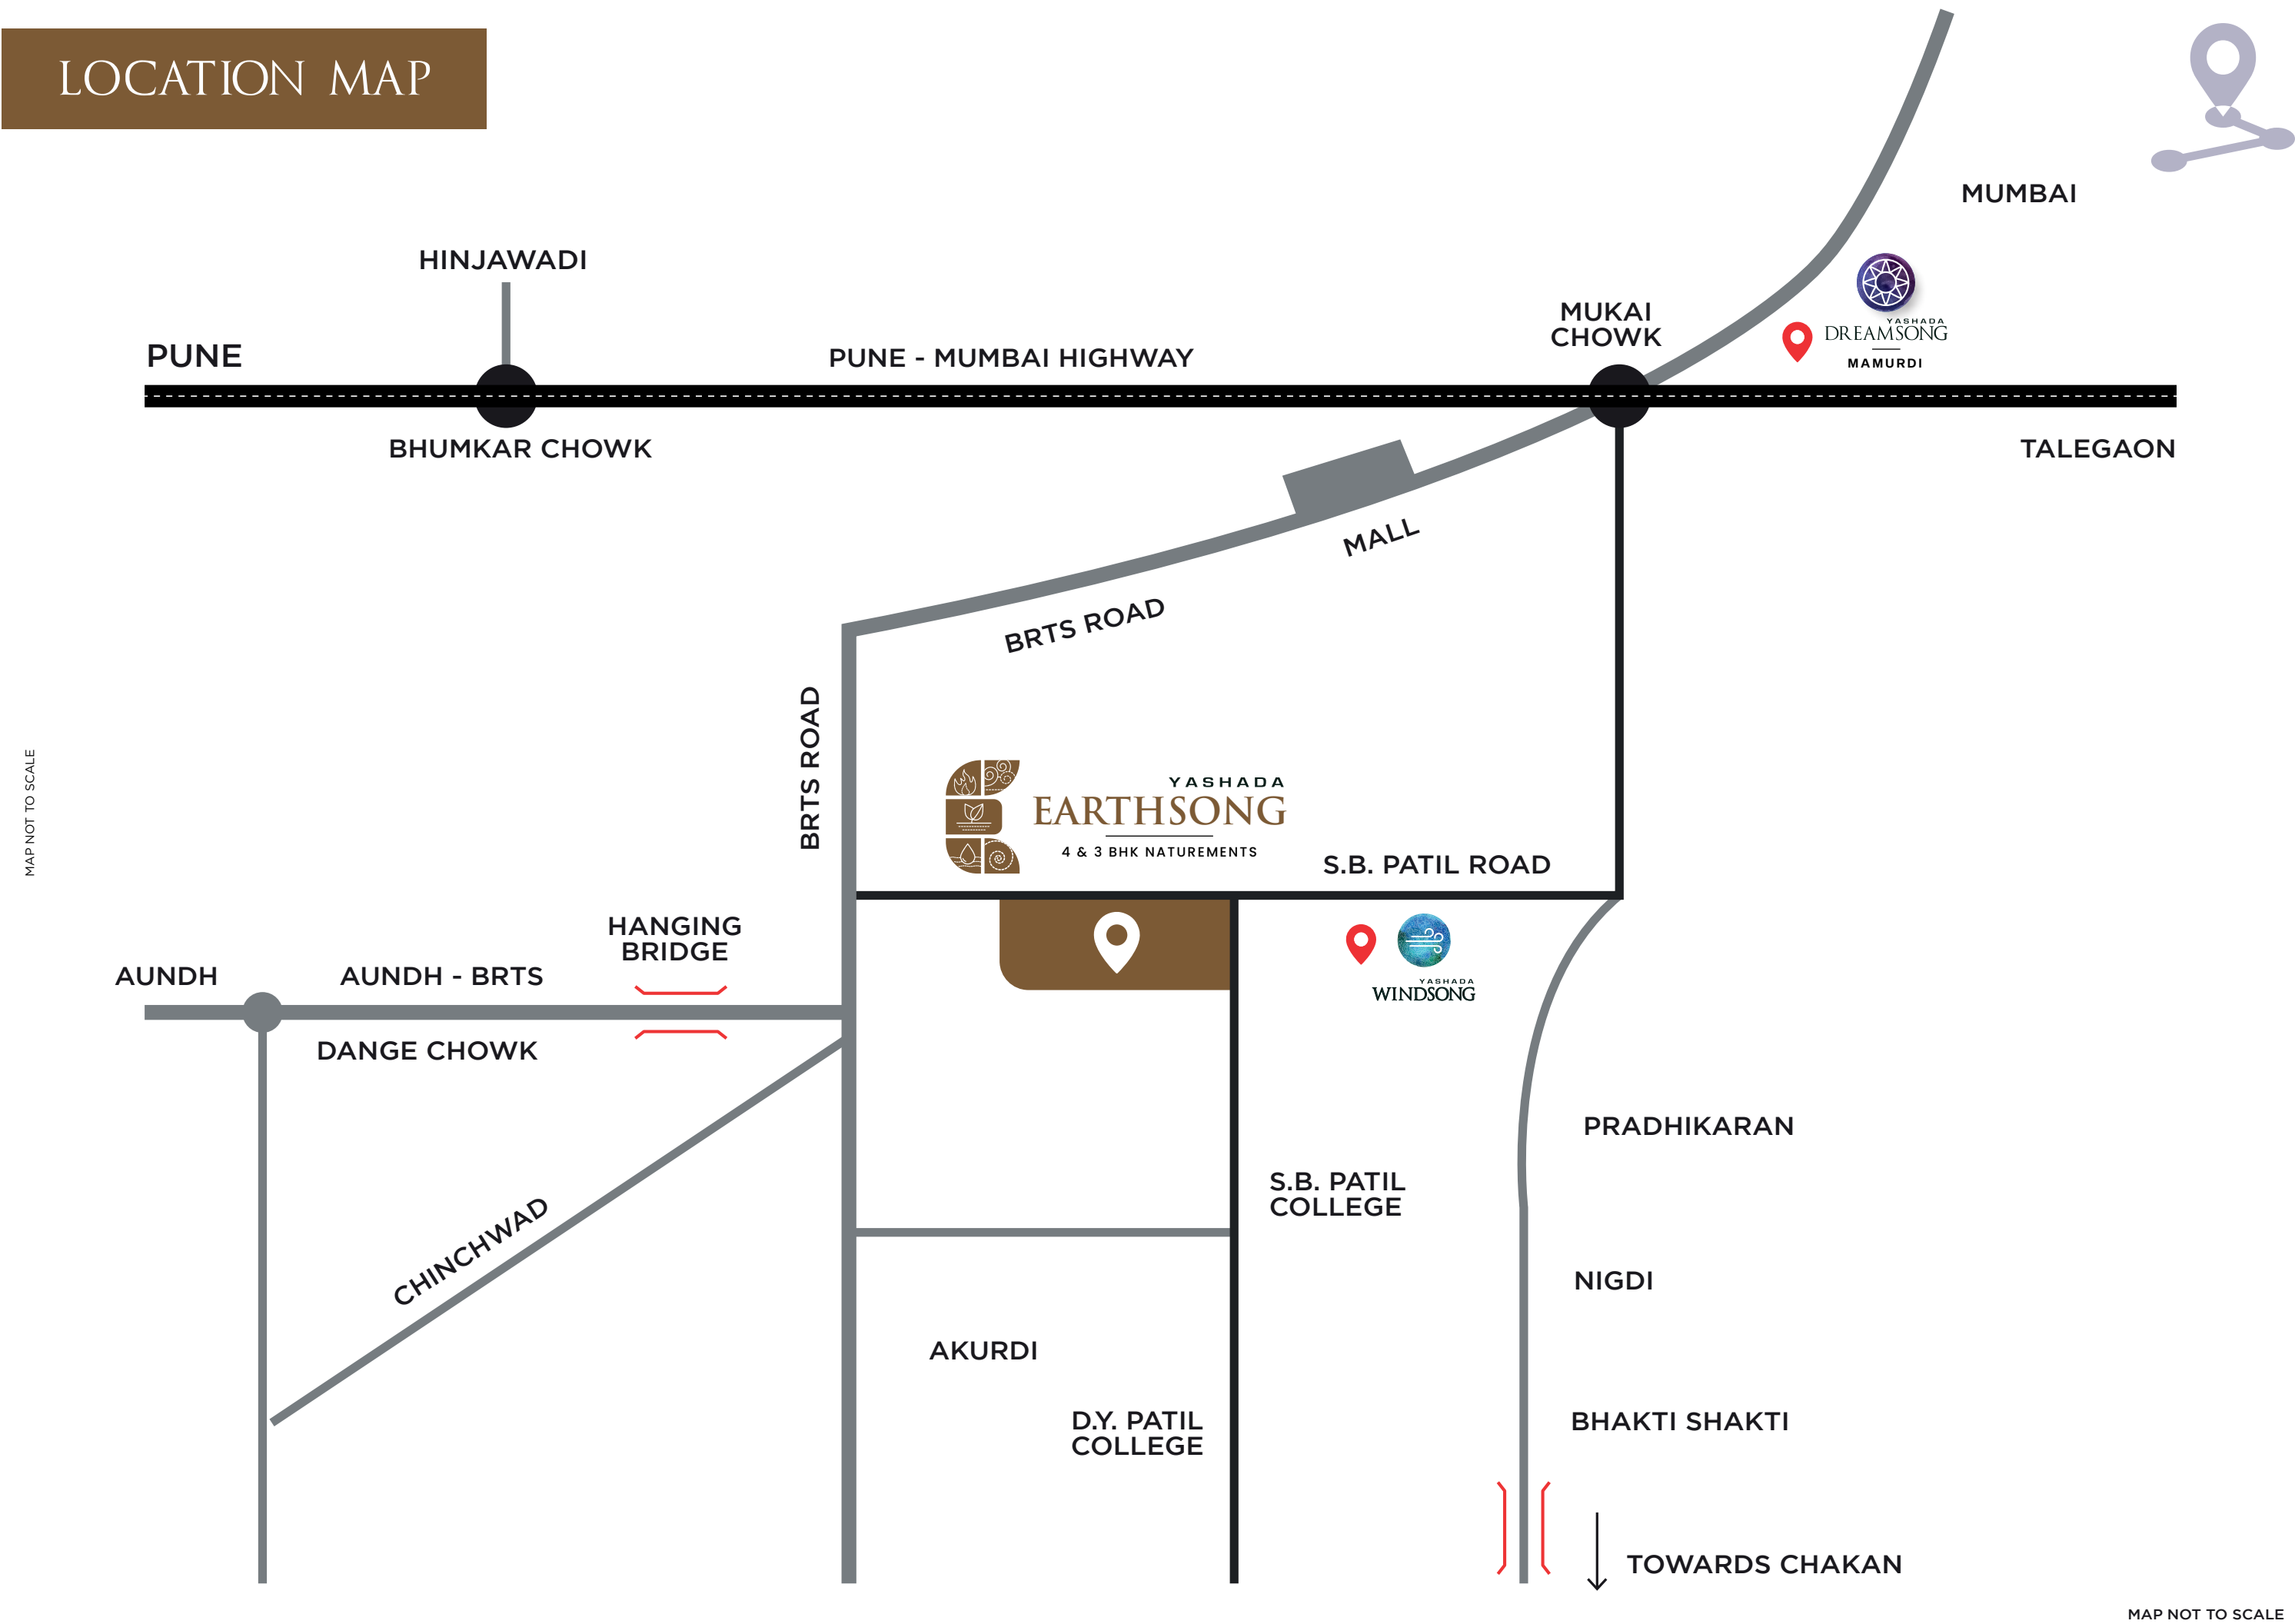 LOCATION MAP
MUMBAI
HINJAWADI
MUKAI
CHOWK
YASHADA
DREAMSONG
MAMURDI
PUNE
PUNE - MUMBAI HIGHWAY
BHUMKAR CHOWK
TALEGAON
MALL
BRTS ROAD
BRTS ROAD
MAP NOT TO SCALE
YASHADA
EARTHSONG
4 & 3 BHK NATUREMENTS
S.B. PATIL ROAD
HANGING
BRIDGE
AUNDH
AUNDH - BRTS
YASHADA
WINDSONG
DANGE CHOWK
PRADHIKARAN
S.B. PATIL
COLLEGE
CHINCHWAD
NIGDI
AKURDI
D.Y. PATIL
COLLEGE
BHAKTI SHAKTI
TOWARDS CHAKAN
MAP NOT TO SCALE